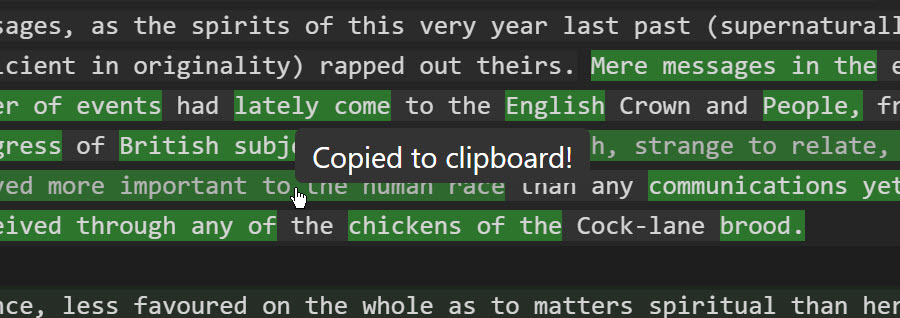 sages, as the spirits of this very year last past (supernaturall
icient in originality) rapped out theirs. Mere messages in the e
er of events had lately come to the English Crown and People, fr
gress of British subj h, strange to relate,
ved more important to the human race than any communications yet
eived through any of the chickens of the Cock-lane brood.
Copied to clipboard!
nce, less favoured on the whole as to matters spiritual than her